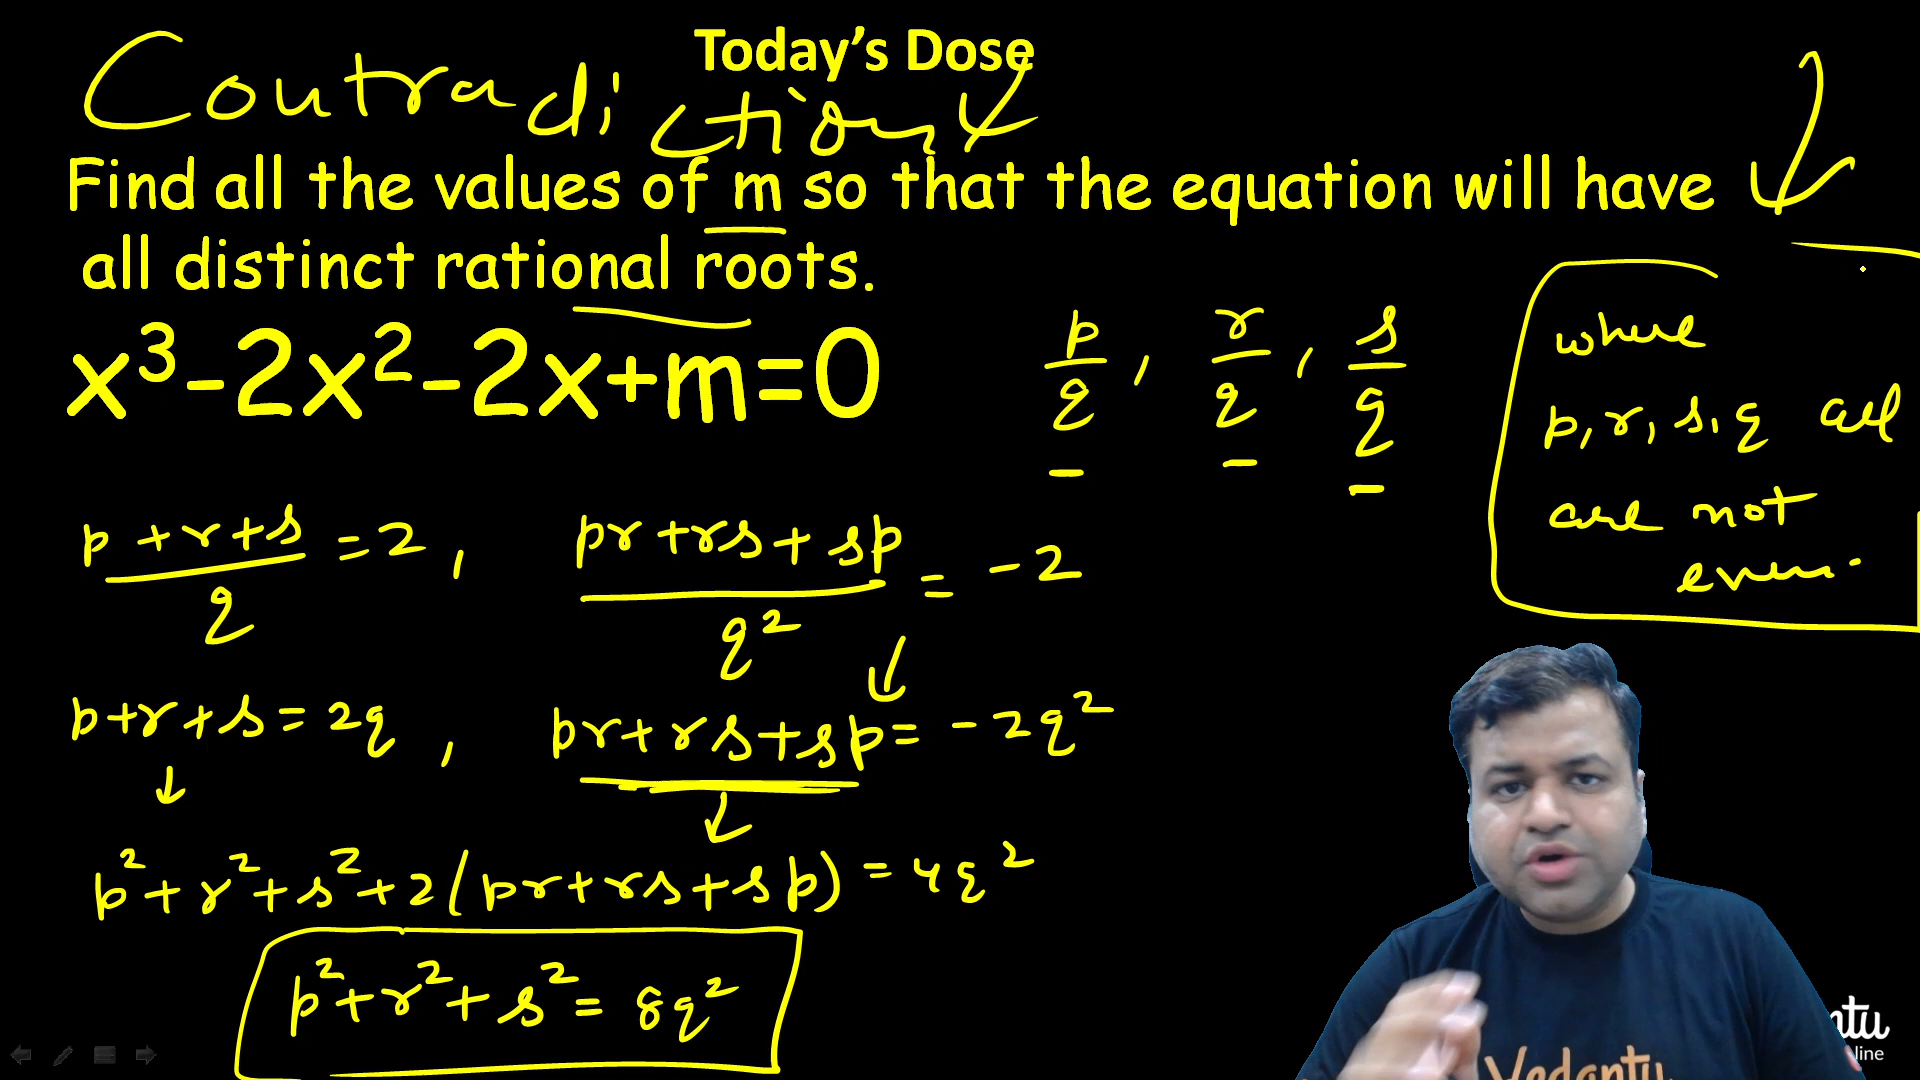 Today's Dose
Contradiction
Find all the values of m so that the equation will have
all distinct rational roots.
x³-2x²-2x+m=0
p/q, r/q, s/q
where
p, r, s, q all
are not
even.
(p+r+s)/q = 2, (pr+rs+sp)/q² = -2
p+r+s = 2q, pr+rs+sp = -2q²
p²+r²+s²+2(pr+rs+sp) = 4q²
p²+r²+s² = 8q²
ntu
line
Vedantu